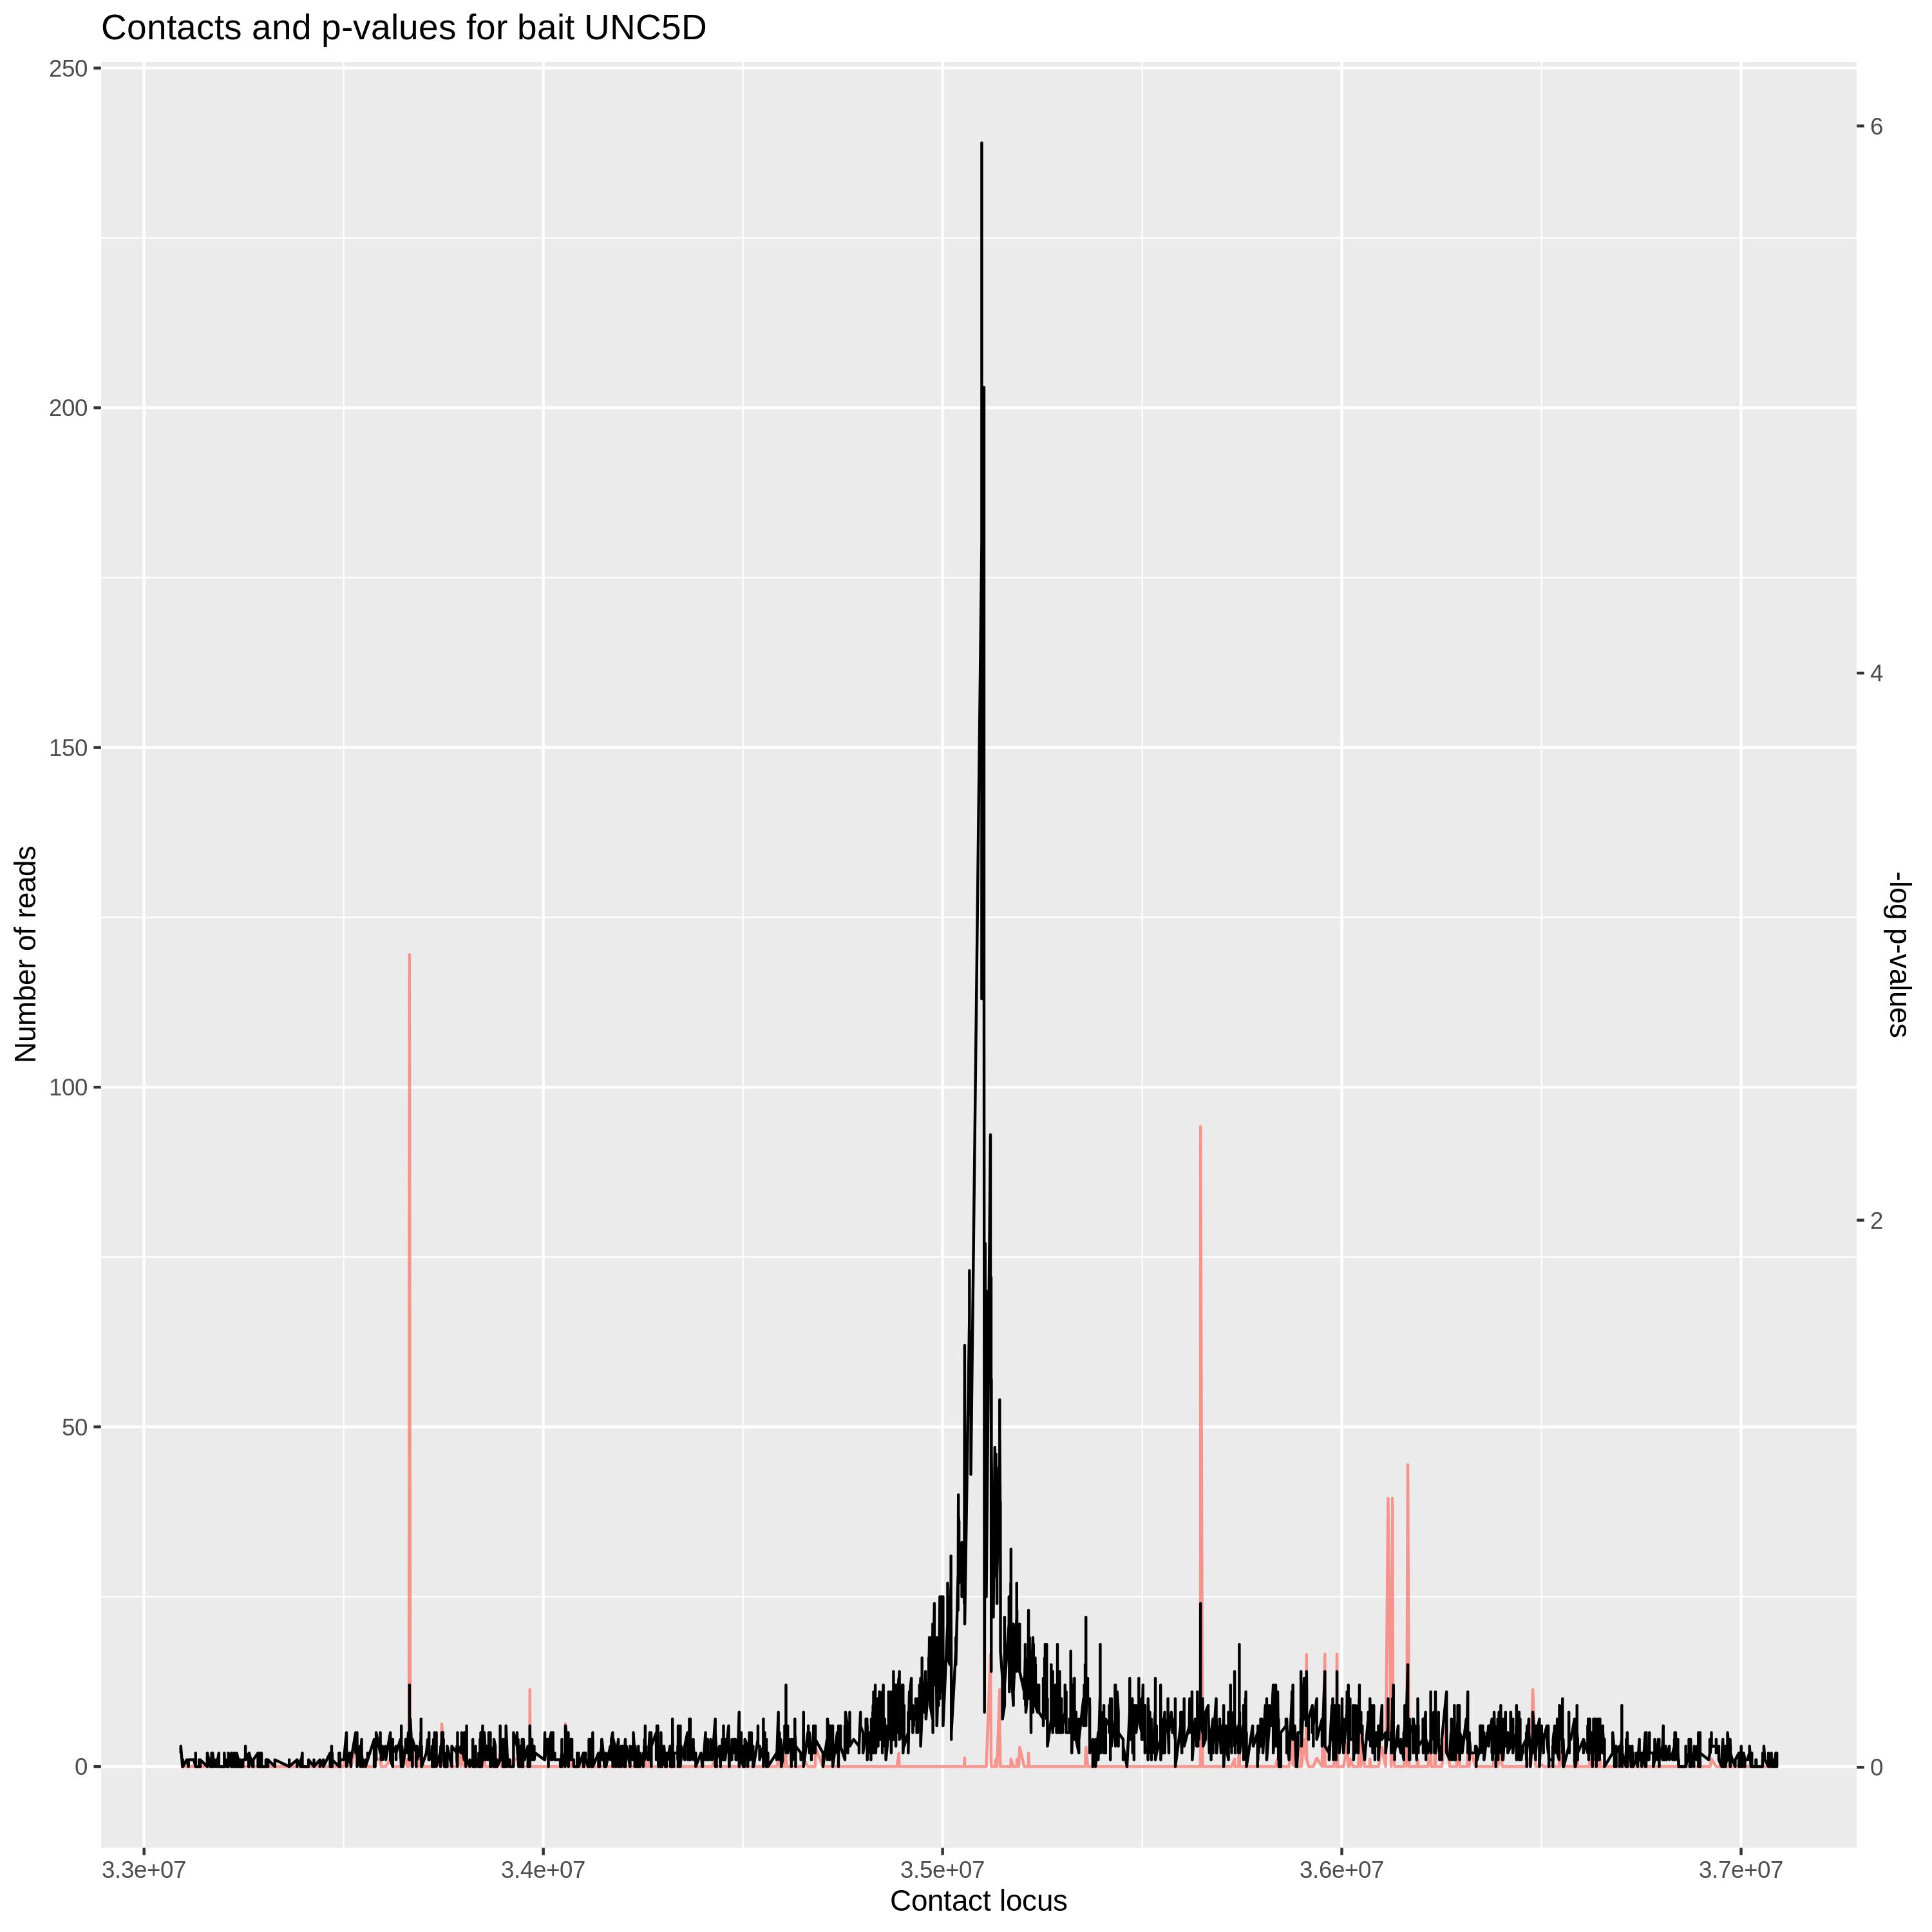 Contacts and p-values for bait UNC5D
250
200
150
100
50
0
Number of reads
6
4
2
0
-log p-values
3.3e+07
3.4e+07
3.5e+07
3.6e+07
3.7e+07
Contact locus